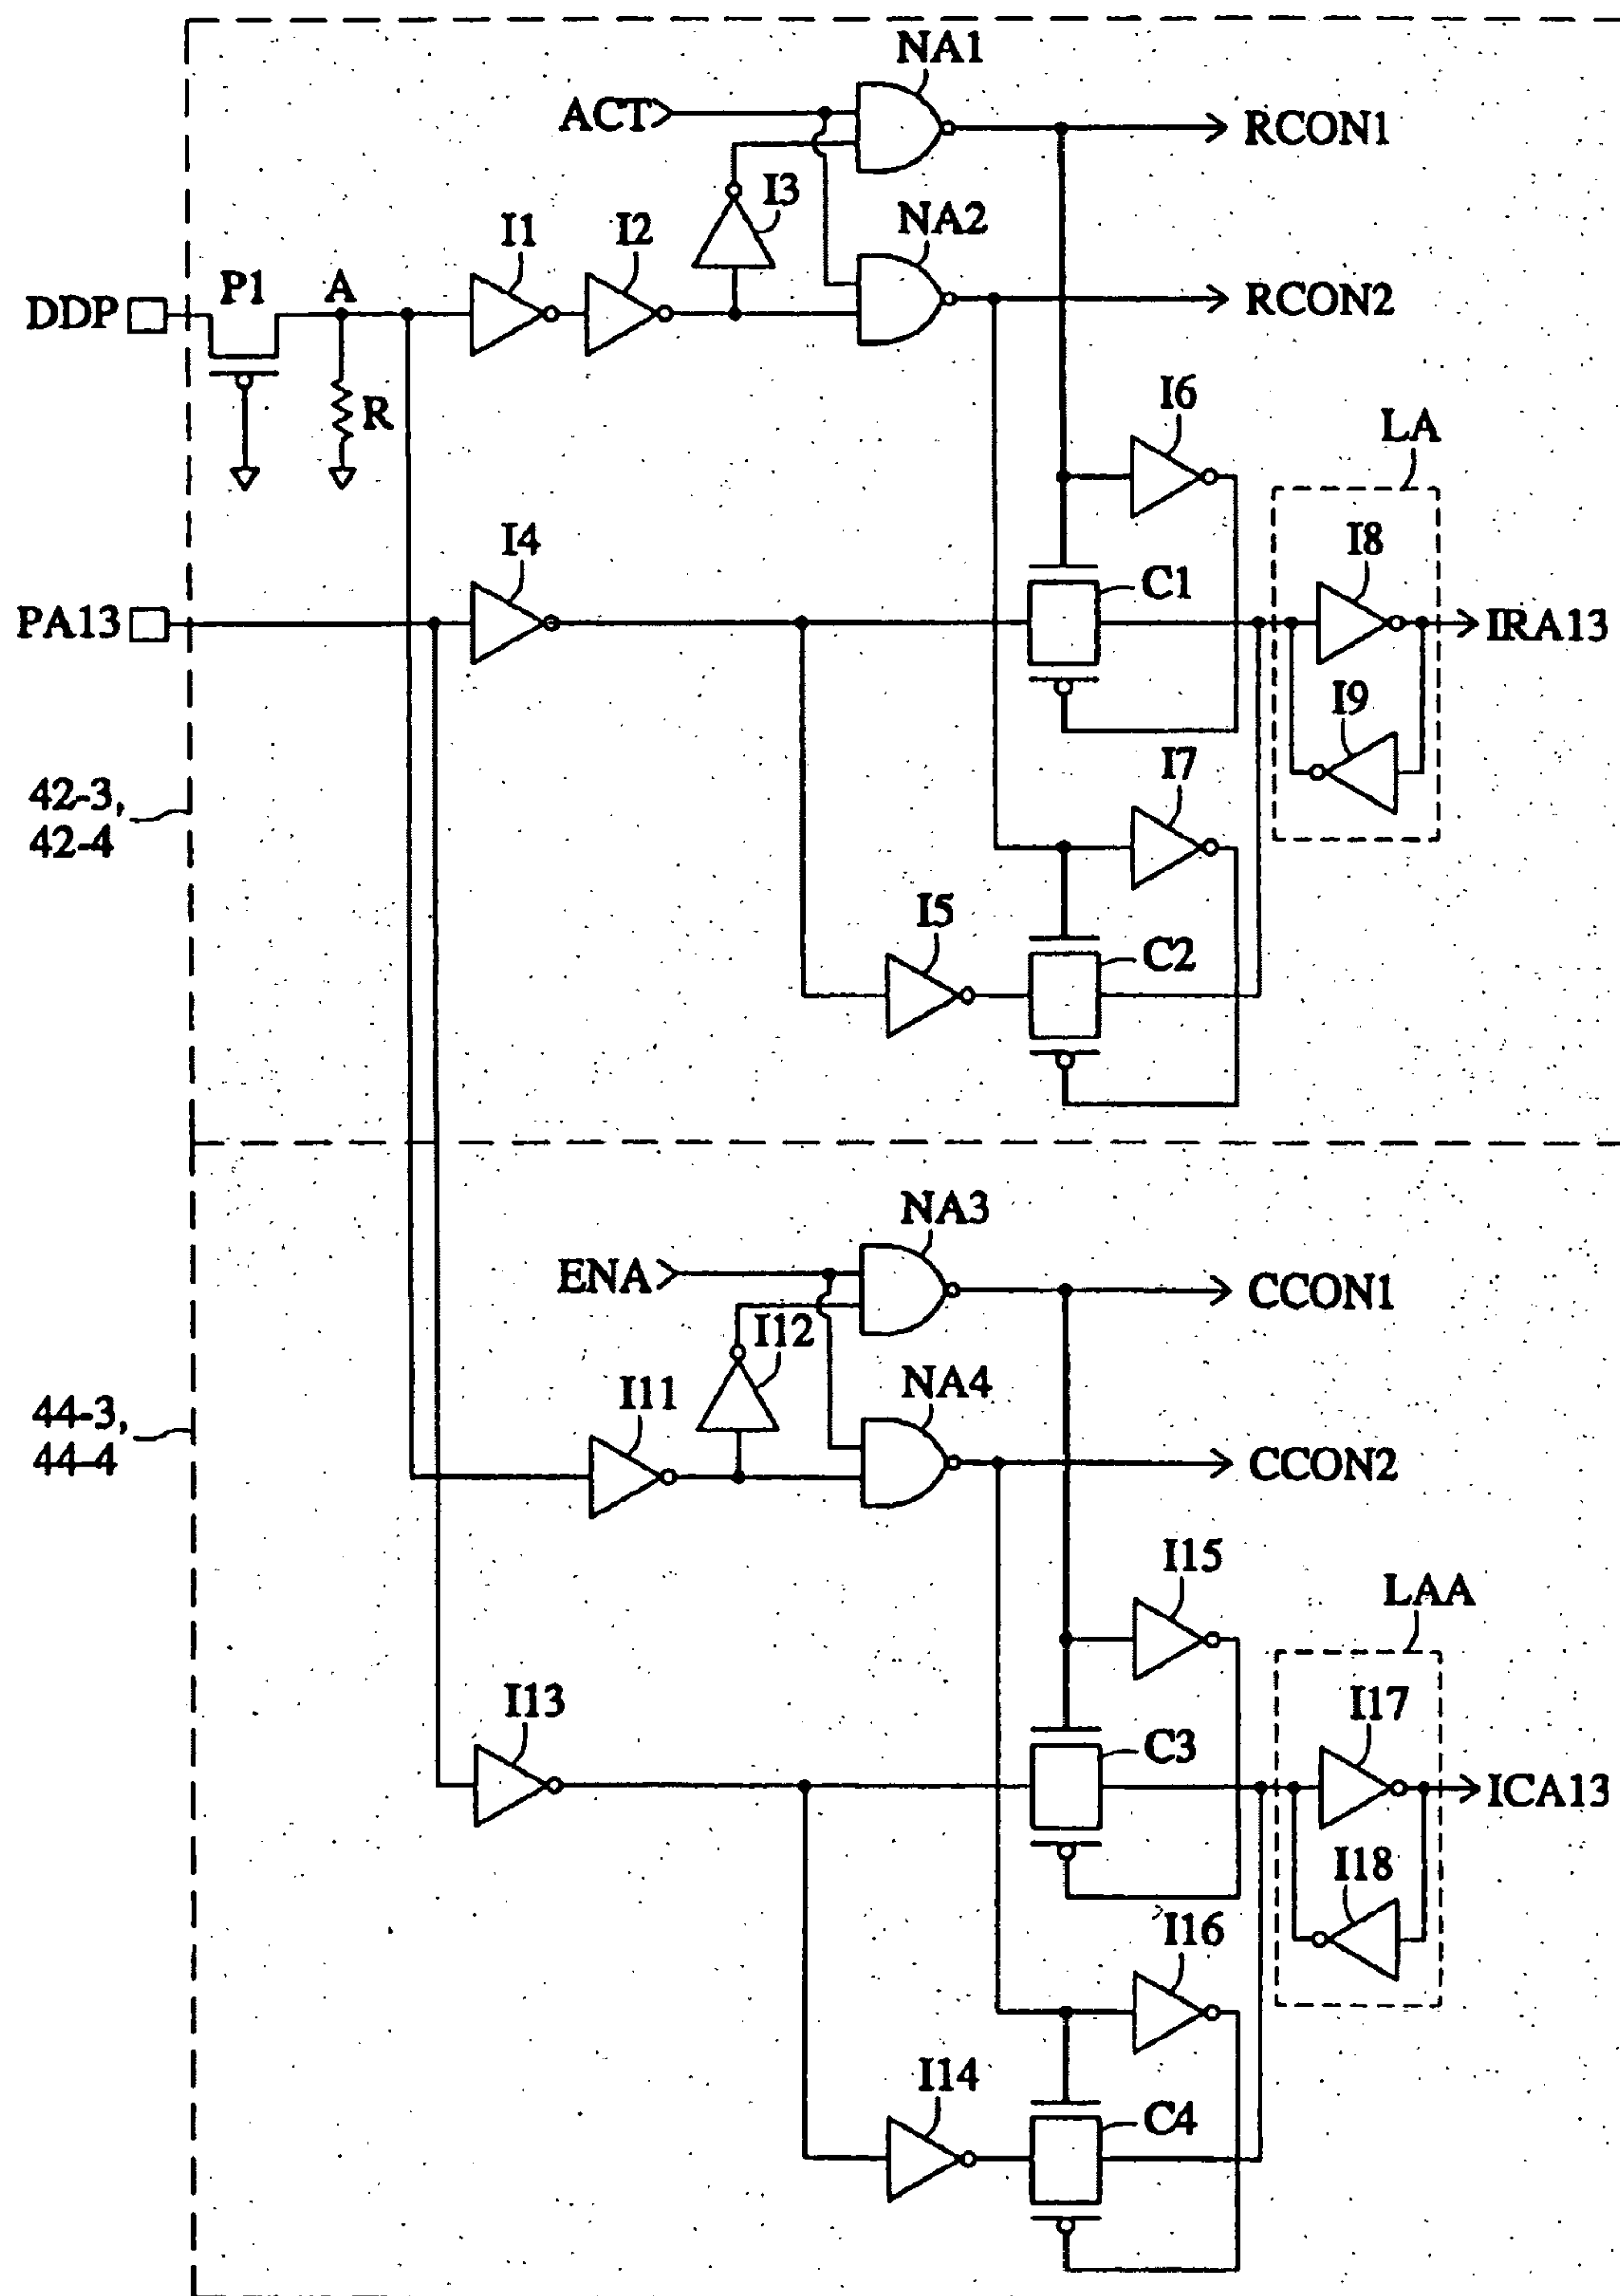 NA1
ACT
RCON1
I3
NA2
I1
I2
DDP
P1
A
RCON2
R
I6
LA
I4
I8
C1
PA13
IRA13
I9
I7
42-3,
42-4
I5
C2
NA3
ENA
CCON1
I12
NA4
I11
44-3,
44-4
CCON2
I15
LAA
I13
I17
C3
ICA13
I18
I16
I14
C4